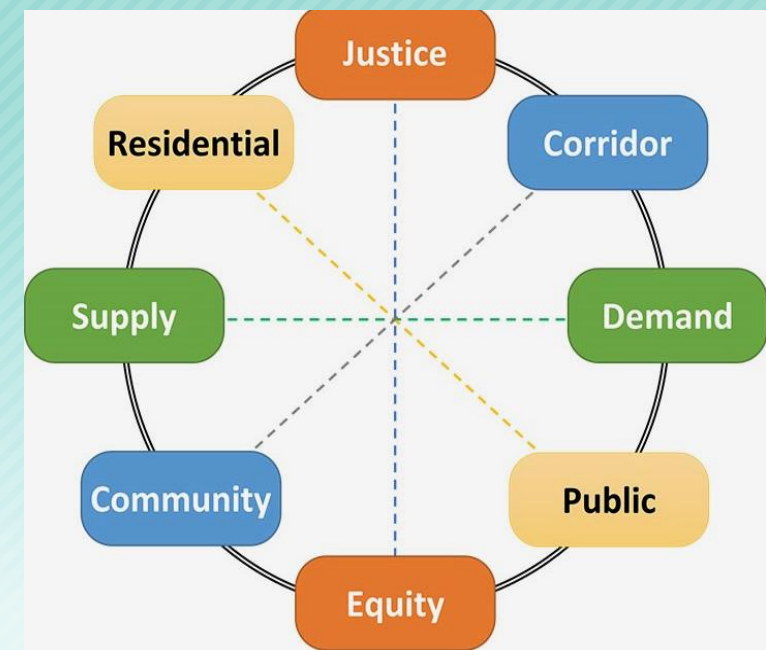 Justice
Residential
Corridor
Supply
Demand
Community
Public
Equity